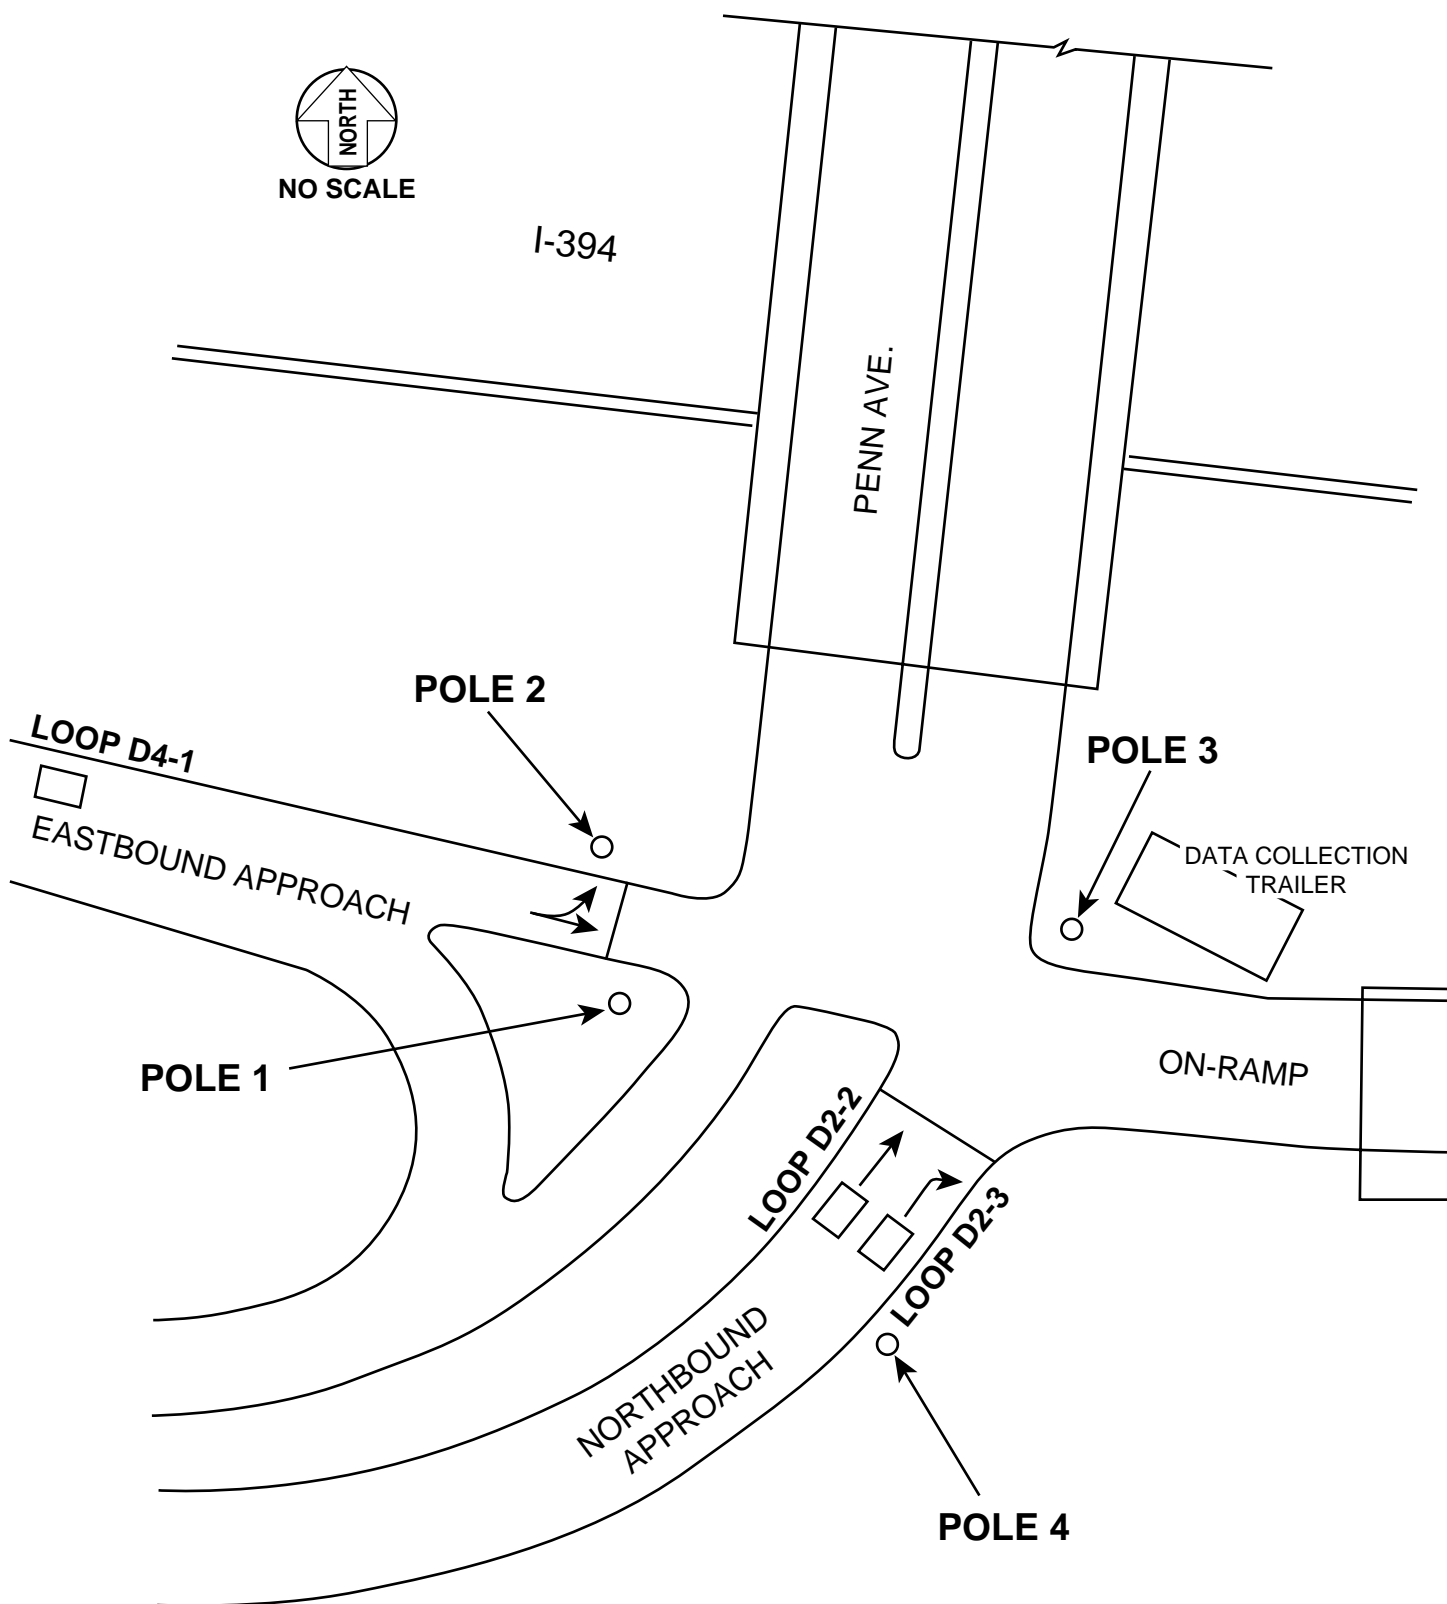 NORTH
NO SCALE
I-394
PENN AVE.
POLE 2
LOOP D4-1
POLE 3
EASTBOUND APPROACH
DATA COLLECTION
TRAILER
POLE 1
ON-RAMP
LOOP D2-2
LOOP D2-3
NORTHBOUND
APPROACH
POLE 4